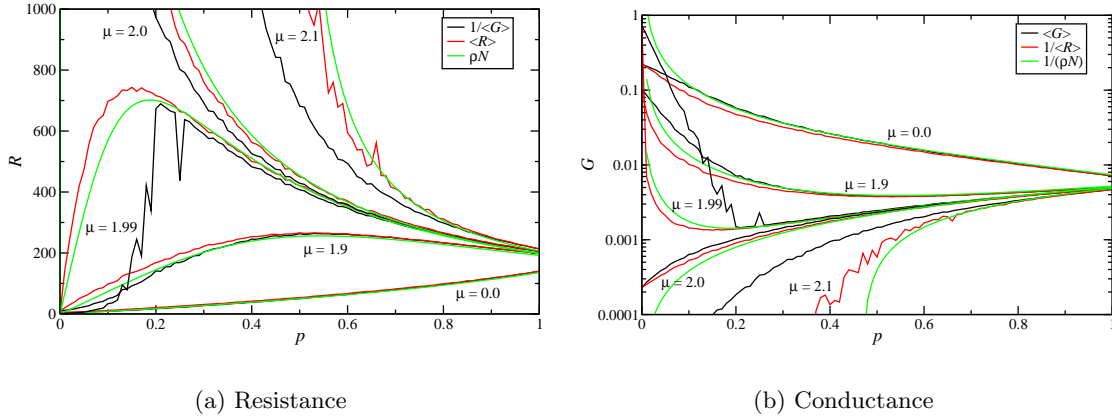 1000
800
600
400
200
0
R
0
0.2
0.4
0.6
0.8
1
p
μ = 2.0
μ = 2.1
μ = 1.99
μ = 1.9
μ = 0.0
1/<G>
<R>
ρN
1
0.1
0.01
0.001
0.0001
G
0
0.2
0.4
0.6
0.8
1
p
<G>
1/<R>
1/(ρN)
μ = 0.0
μ = 1.9
μ = 1.99
μ = 2.0
μ = 2.1
(a) Resistance
(b) Conductance